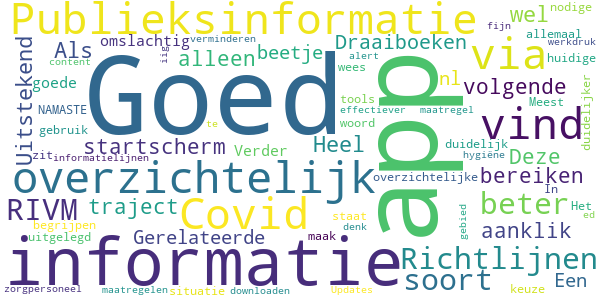 Publieksinformatie wel nodige
fijn
Als omslachtig verminderen Draaiboeken allemaal
alleen beetje via werkdruk
content iig alert wees huidige
Uitstekend goede Goed app nl volgende duidelijker
NAMASTE tools Meest
gebruik effectiever maatregel vind
startscherm te woord
zit informatielijnen Verder Heel duidelijk hygiëne Deze
overzichtelijk overzichtelijke bereiken
In
RIVM traject Covid beter Het
begrijpen staaz gebied aanklik ed
uitgelegd Gerelateerde maak denk
informatie Richtlijnen
soort Een
zorgpersoneel maatregelen situatie downloaden Updates keuze